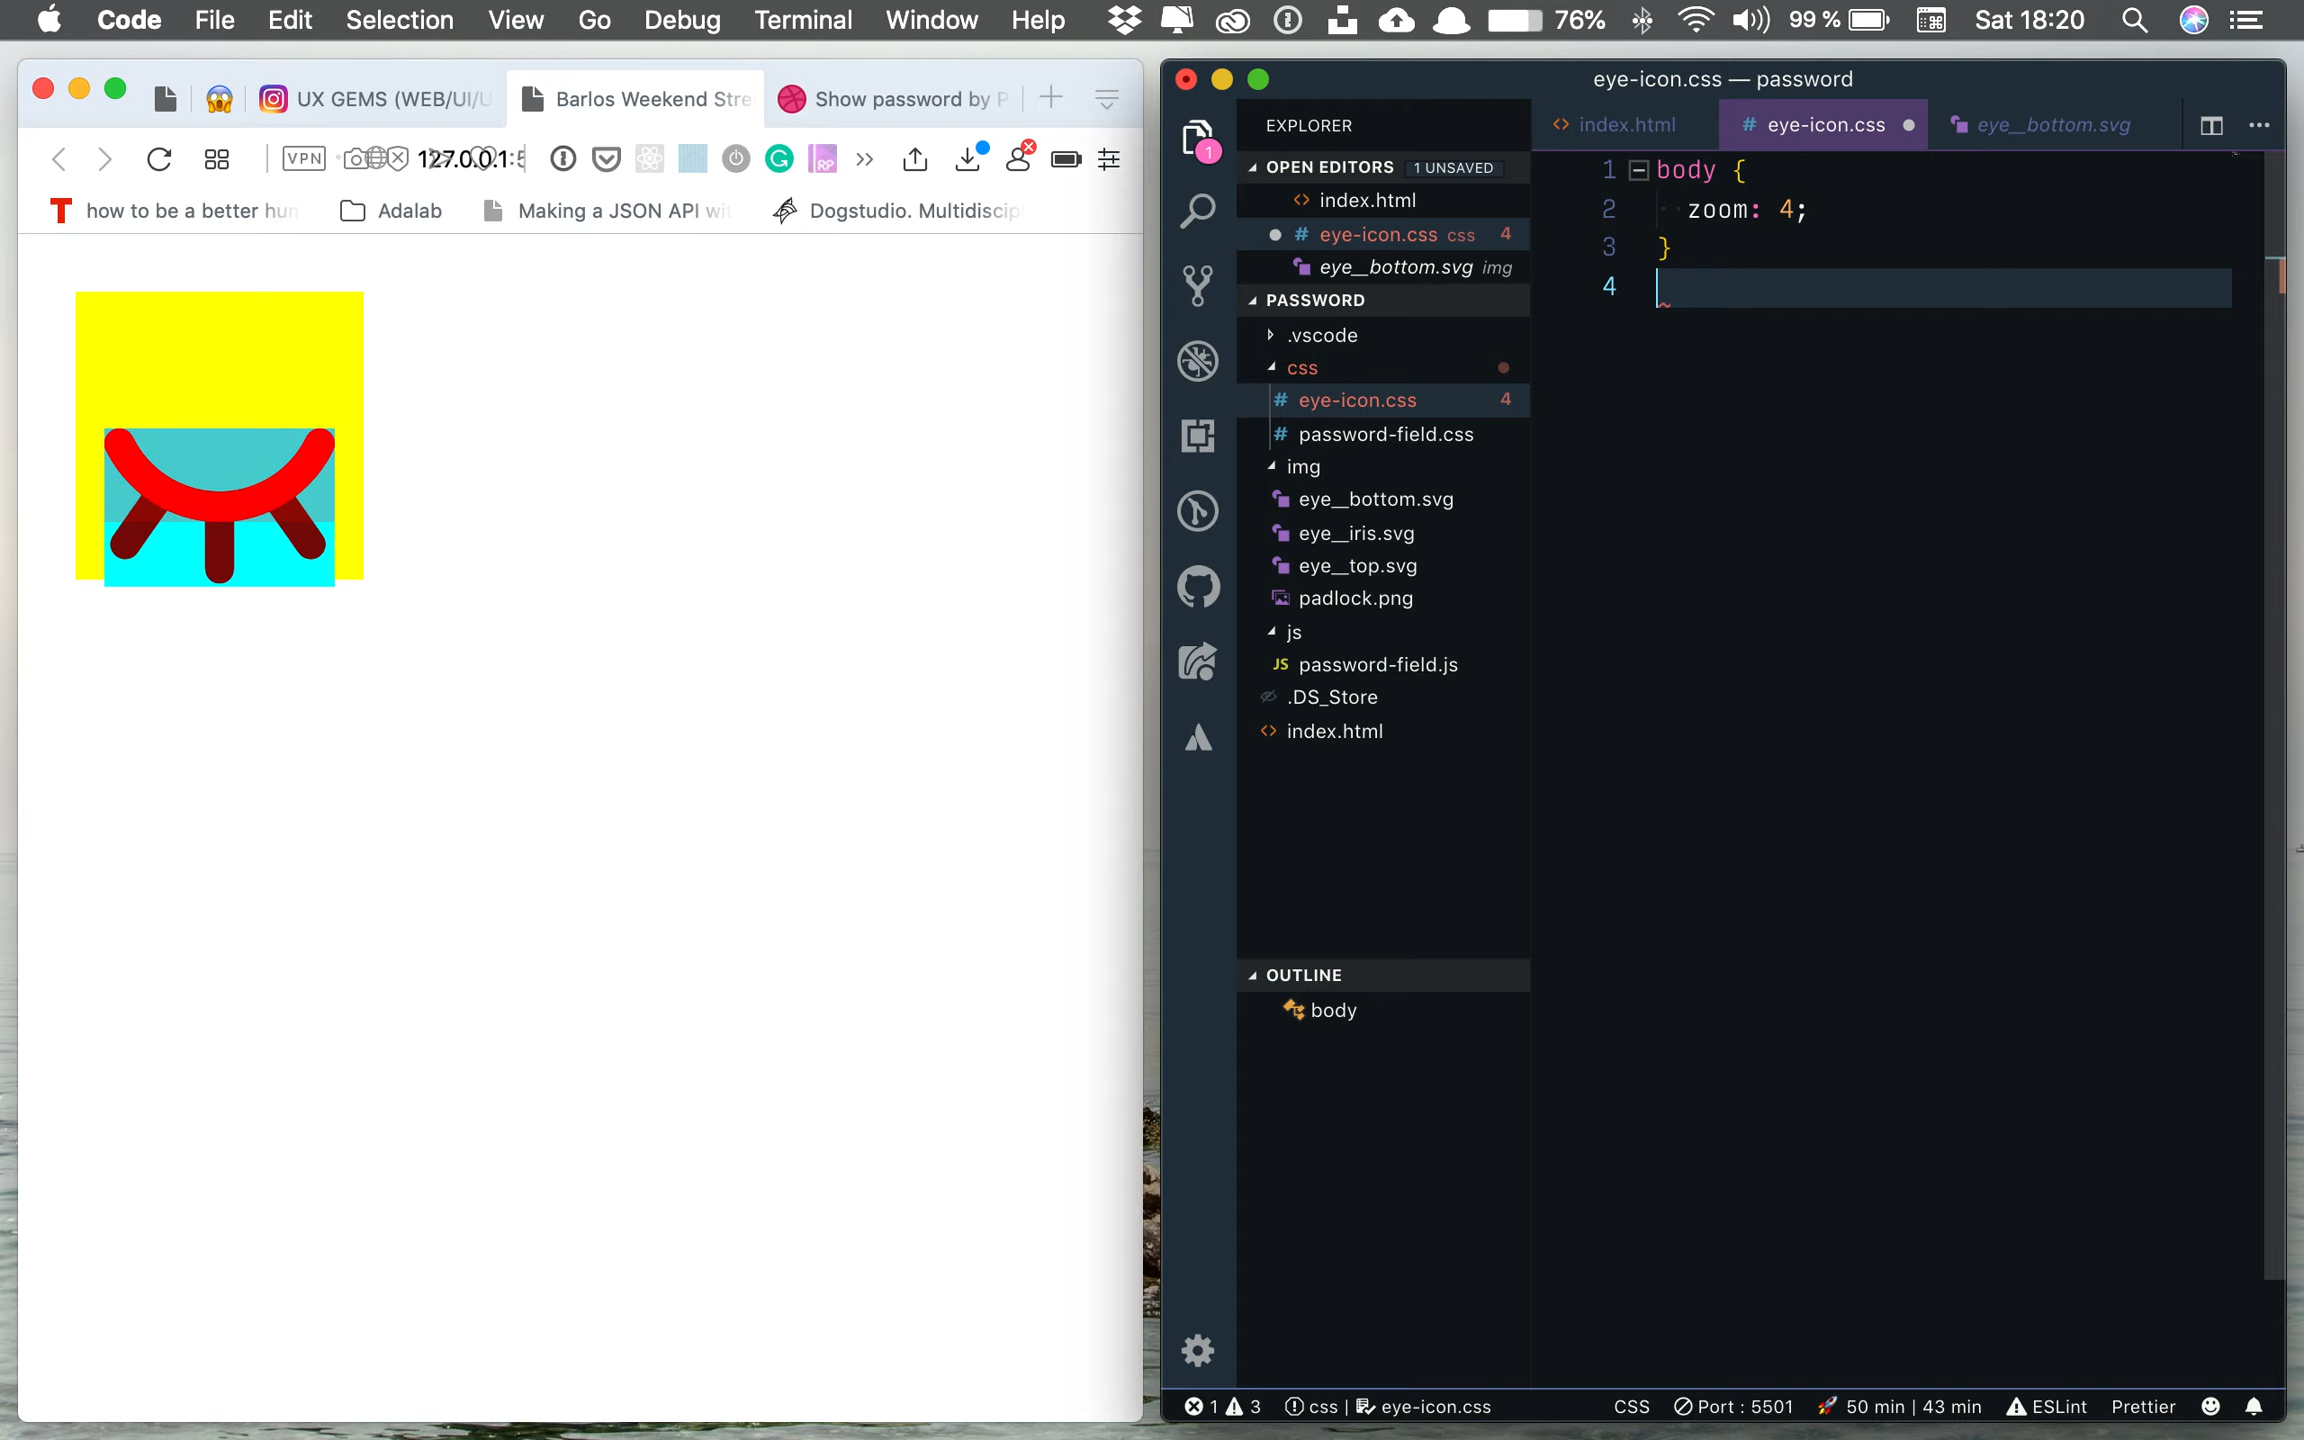 Code File Edit Selection View Go Debug Terminal Window Help 76% 99 % Sat 18:20
UX GEMS (WEB/UI/U
Barlos Weekend Stre
Show password by P
VPN
127.0.0.1:5
RP
T how to be a better hum
Adalab
Making a JSON API wit
Dogstudio. Multidiscip
eye-icon.css — password
1
EXPLORER
OPEN EDITORS 1 UNSAVED
<> index.html
# eye-icon.css css 4
eye__bottom.svg img
PASSWORD
.vscode
css
# eye-icon.css 4
# password-field.css
img
eye__bottom.svg
eye__iris.svg
eye__top.svg
padlock.png
js
JS password-field.js
.DS_Store
<> index.html
OUTLINE
body
<> index.html
# eye-icon.css
eye__bottom.svg
1 body {
2 zoom: 4;
3 }
4
1 3 css | eye-icon.css CSS Port : 5501 50 min | 43 min ESLint Prettier